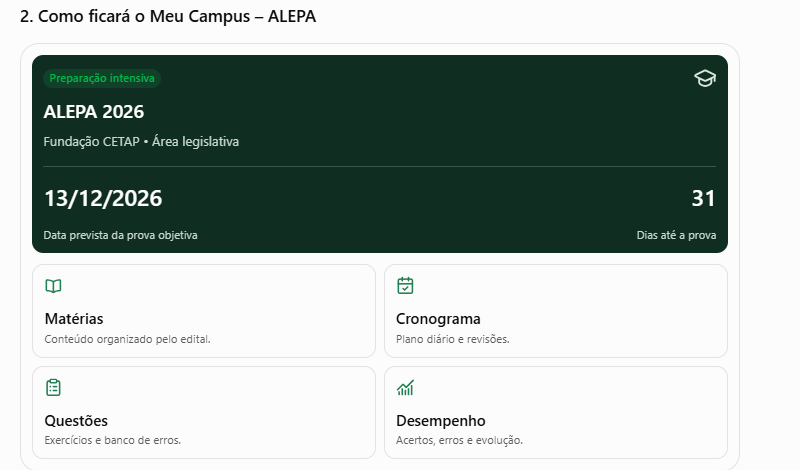 2. Como ficará o Meu Campus – ALEPA
Preparação intensiva
ALEPA 2026
Fundação CETAP • Área legislativa
13/12/2026
31
Data prevista da prova objetiva
Dias até a prova
Matérias
Conteúdo organizado pelo edital.
Cronograma
Plano diário e revisões.
Questões
Exercícios e banco de erros.
Desempenho
Acertos, erros e evolução.